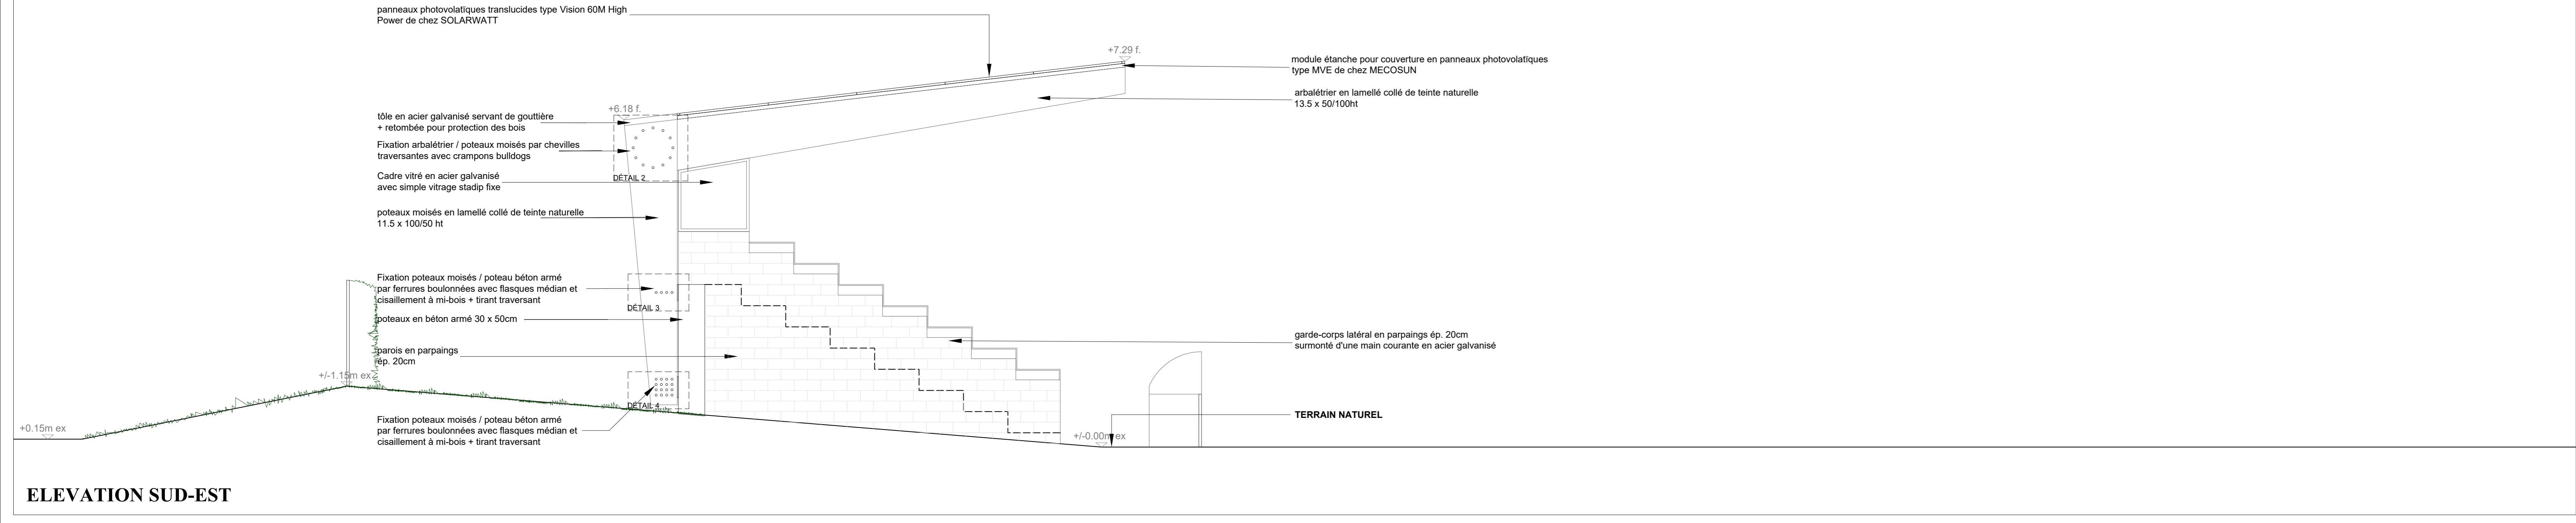 panneaux photovolatïques translucides type Vision 60M High
Power de chez SOLARWATT
+7.29 f.
module étanche pour couverture en panneaux photovolatïques
type MVE de chez MECOSUN
arbalétrier en lamellé collé de teinte naturelle
13.5 x 50/100ht
+6.18 f.
tôle en acier galvanisé servant de gouttière
+ retombée pour protection des bois
Fixation arbalétrier / poteaux moisés par chevilles
traversantes avec crampons bulldogs
Cadre vitré en acier galvanisé
avec simple vitrage stadip fixe
DÉTAIL 2
poteaux moisés en lamellé collé de teinte naturelle
11.5 x 100/50 ht
Fixation poteaux moisés / poteau béton armé
par ferrures boulonnées avec flasques médian et
cisaillement à mi-bois + tirant traversant
DÉTAIL 3
poteaux en béton armé 30 x 50cm
garde-corps latéral en parpaings ép. 20cm
surmonté d'une main courante en acier galvanisé
parois en parpaings
ép. 20cm
+/-1.15m ex
DÉTAIL 4
Fixation poteaux moisés / poteau béton armé
par ferrures boulonnées avec flasques médian et
cisaillement à mi-bois + tirant traversant
TERRAIN NATUREL
+0.15m ex
+/-0.00m ex
ELEVATION SUD-EST